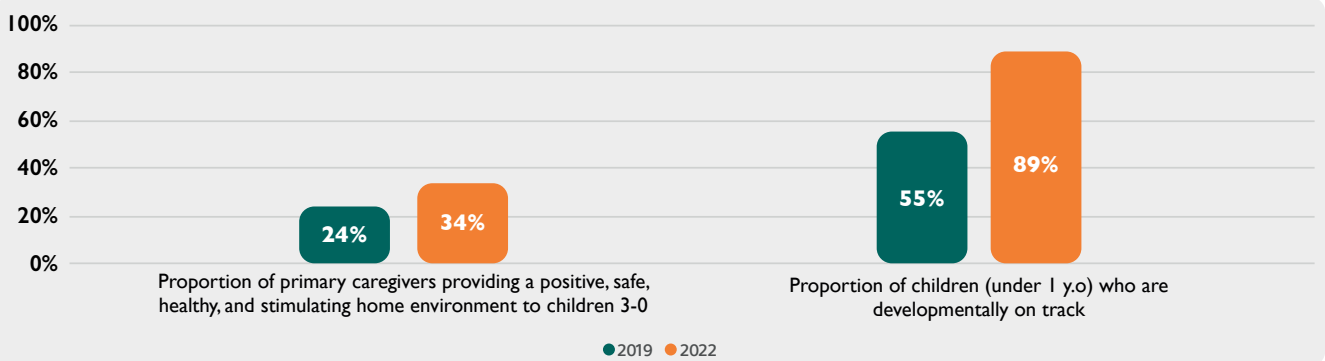 100%
80%
60%
40%
20%
0%
24%
34%
55%
89%
Proportion of primary caregivers providing a positive, safe,
healthy, and stimulating home environment to children 3-0
Proportion of children (under 1 y.o) who are
developmentally on track
2019 2022